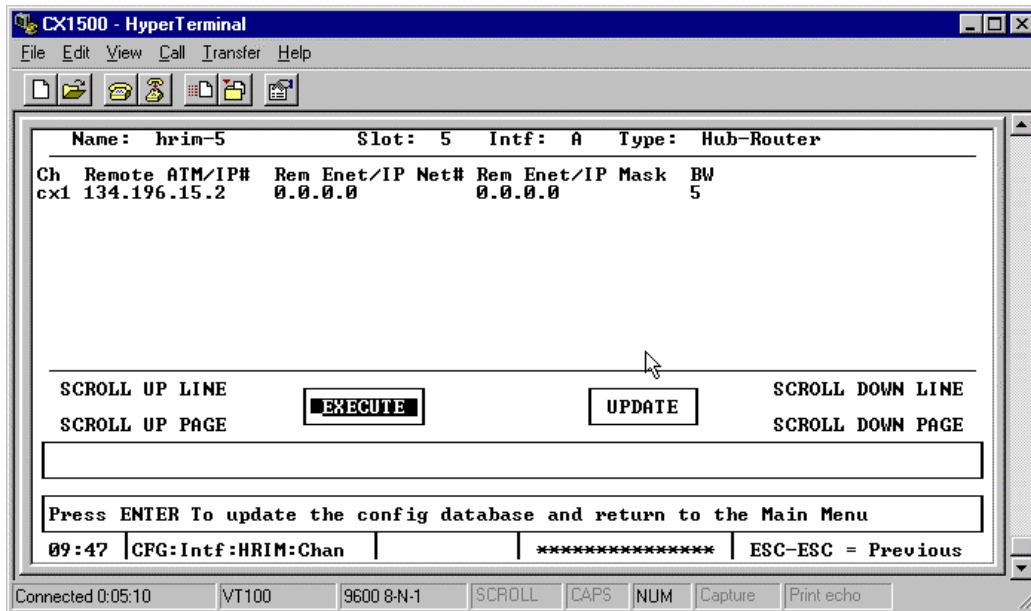 CX1500 - HyperTerminal
File Edit View Call Transfer Help
Name: hrim-5 Slot: 5 Intf: A Type: Hub-Router
Ch Remote ATM/IP# Rem Enet/IP Net# Rem Enet/IP Mask BW
cx1 134.196.15.2 0.0.0.0 0.0.0.0 5
SCROLL UP LINE EXECUTE UPDATE SCROLL DOWN LINE
SCROLL UP PAGE SCROLL DOWN PAGE
Press ENTER To update the config database and return to the Main Menu
09:47 CFG:Intf:HRIM:Chan *************** ESC-ESC = Previous
Connected 0:05:10 VT100 9600 8-N-1 SCROLL CAPS NUM Capture Print echo